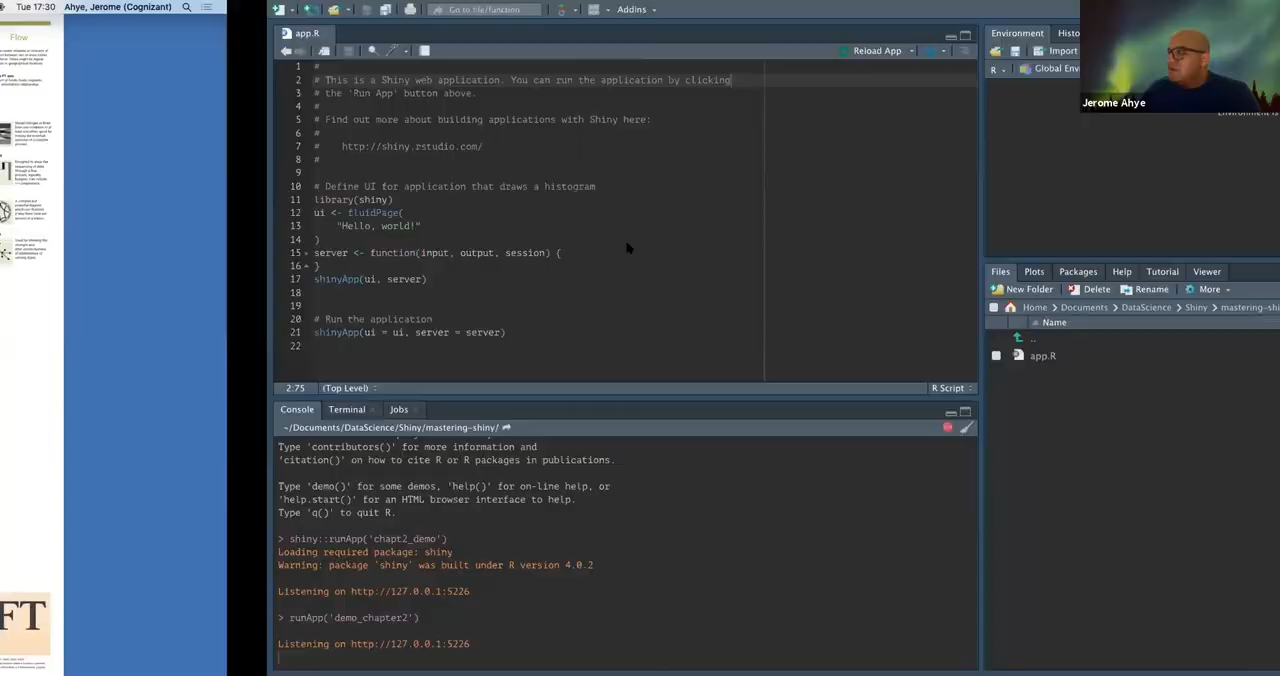 Tue 17:30 Ahye, Jerome (Cognizant)
Flow
FT
Go to file/function
Addins
app.R
Reload App
1 #
2 # This is a Shiny web application. You can run the application by clicking
3 # the 'Run App' button above.
4 #
5 # Find out more about building applications with Shiny here:
6 #
7 # http://shiny.rstudio.com/
8 #
9
10 # Define UI for application that draws a histogram
11 library(shiny)
12 ui <- fluidPage(
13 "Hello, world!"
14 )
15 server <- function(input, output, session) {
16 }
17 shinyApp(ui, server)
18
19
20 # Run the application
21 shinyApp(ui = ui, server = server)
22
2:75 (Top Level) R Script
Console Terminal Jobs
~/Documents/DataScience/Shiny/mastering-shiny/
Type 'contributors()' for more information and
'citation()' on how to cite R or R packages in publications.
Type 'demo()' for some demos, 'help()' for on-line help, or
'help.start()' for an HTML browser interface to help.
Type 'q()' to quit R.
> shiny::runApp('chapt2_demo')
Loading required package: shiny
Warning: package 'shiny' was built under R version 4.0.2
Listening on http://127.0.0.1:5226
> runApp('demo_chapter2')
Listening on http://127.0.0.1:5226
Environment Histo
Import
R Global Envi
Jerome Ahye
Environment is
Files Plots Packages Help Tutorial Viewer
New Folder Delete Rename More
Home Documents DataScience Shiny mastering-shi
Name
..
app.R